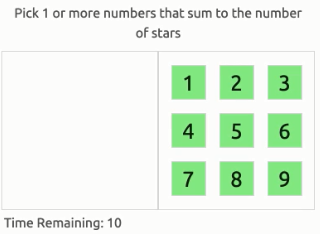 Pick 1 or more numbers that sum to the number
of stars
1 2 3
4 5 6
7 8 9
Time Remaining: 10